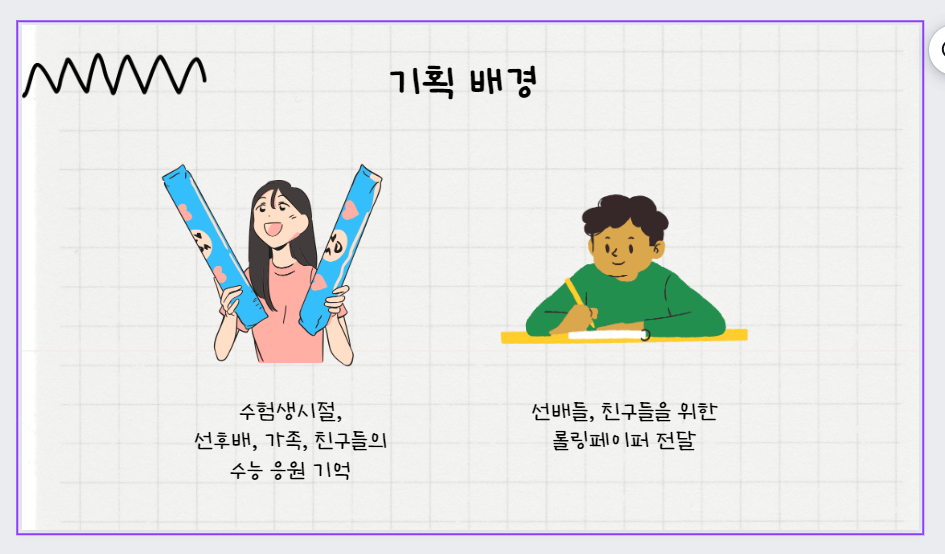 기획 배경
수험생시절,
선후배, 가족, 친구들의
수능 응원 기억
선배들, 친구들을 위한
롤링페이퍼 전달